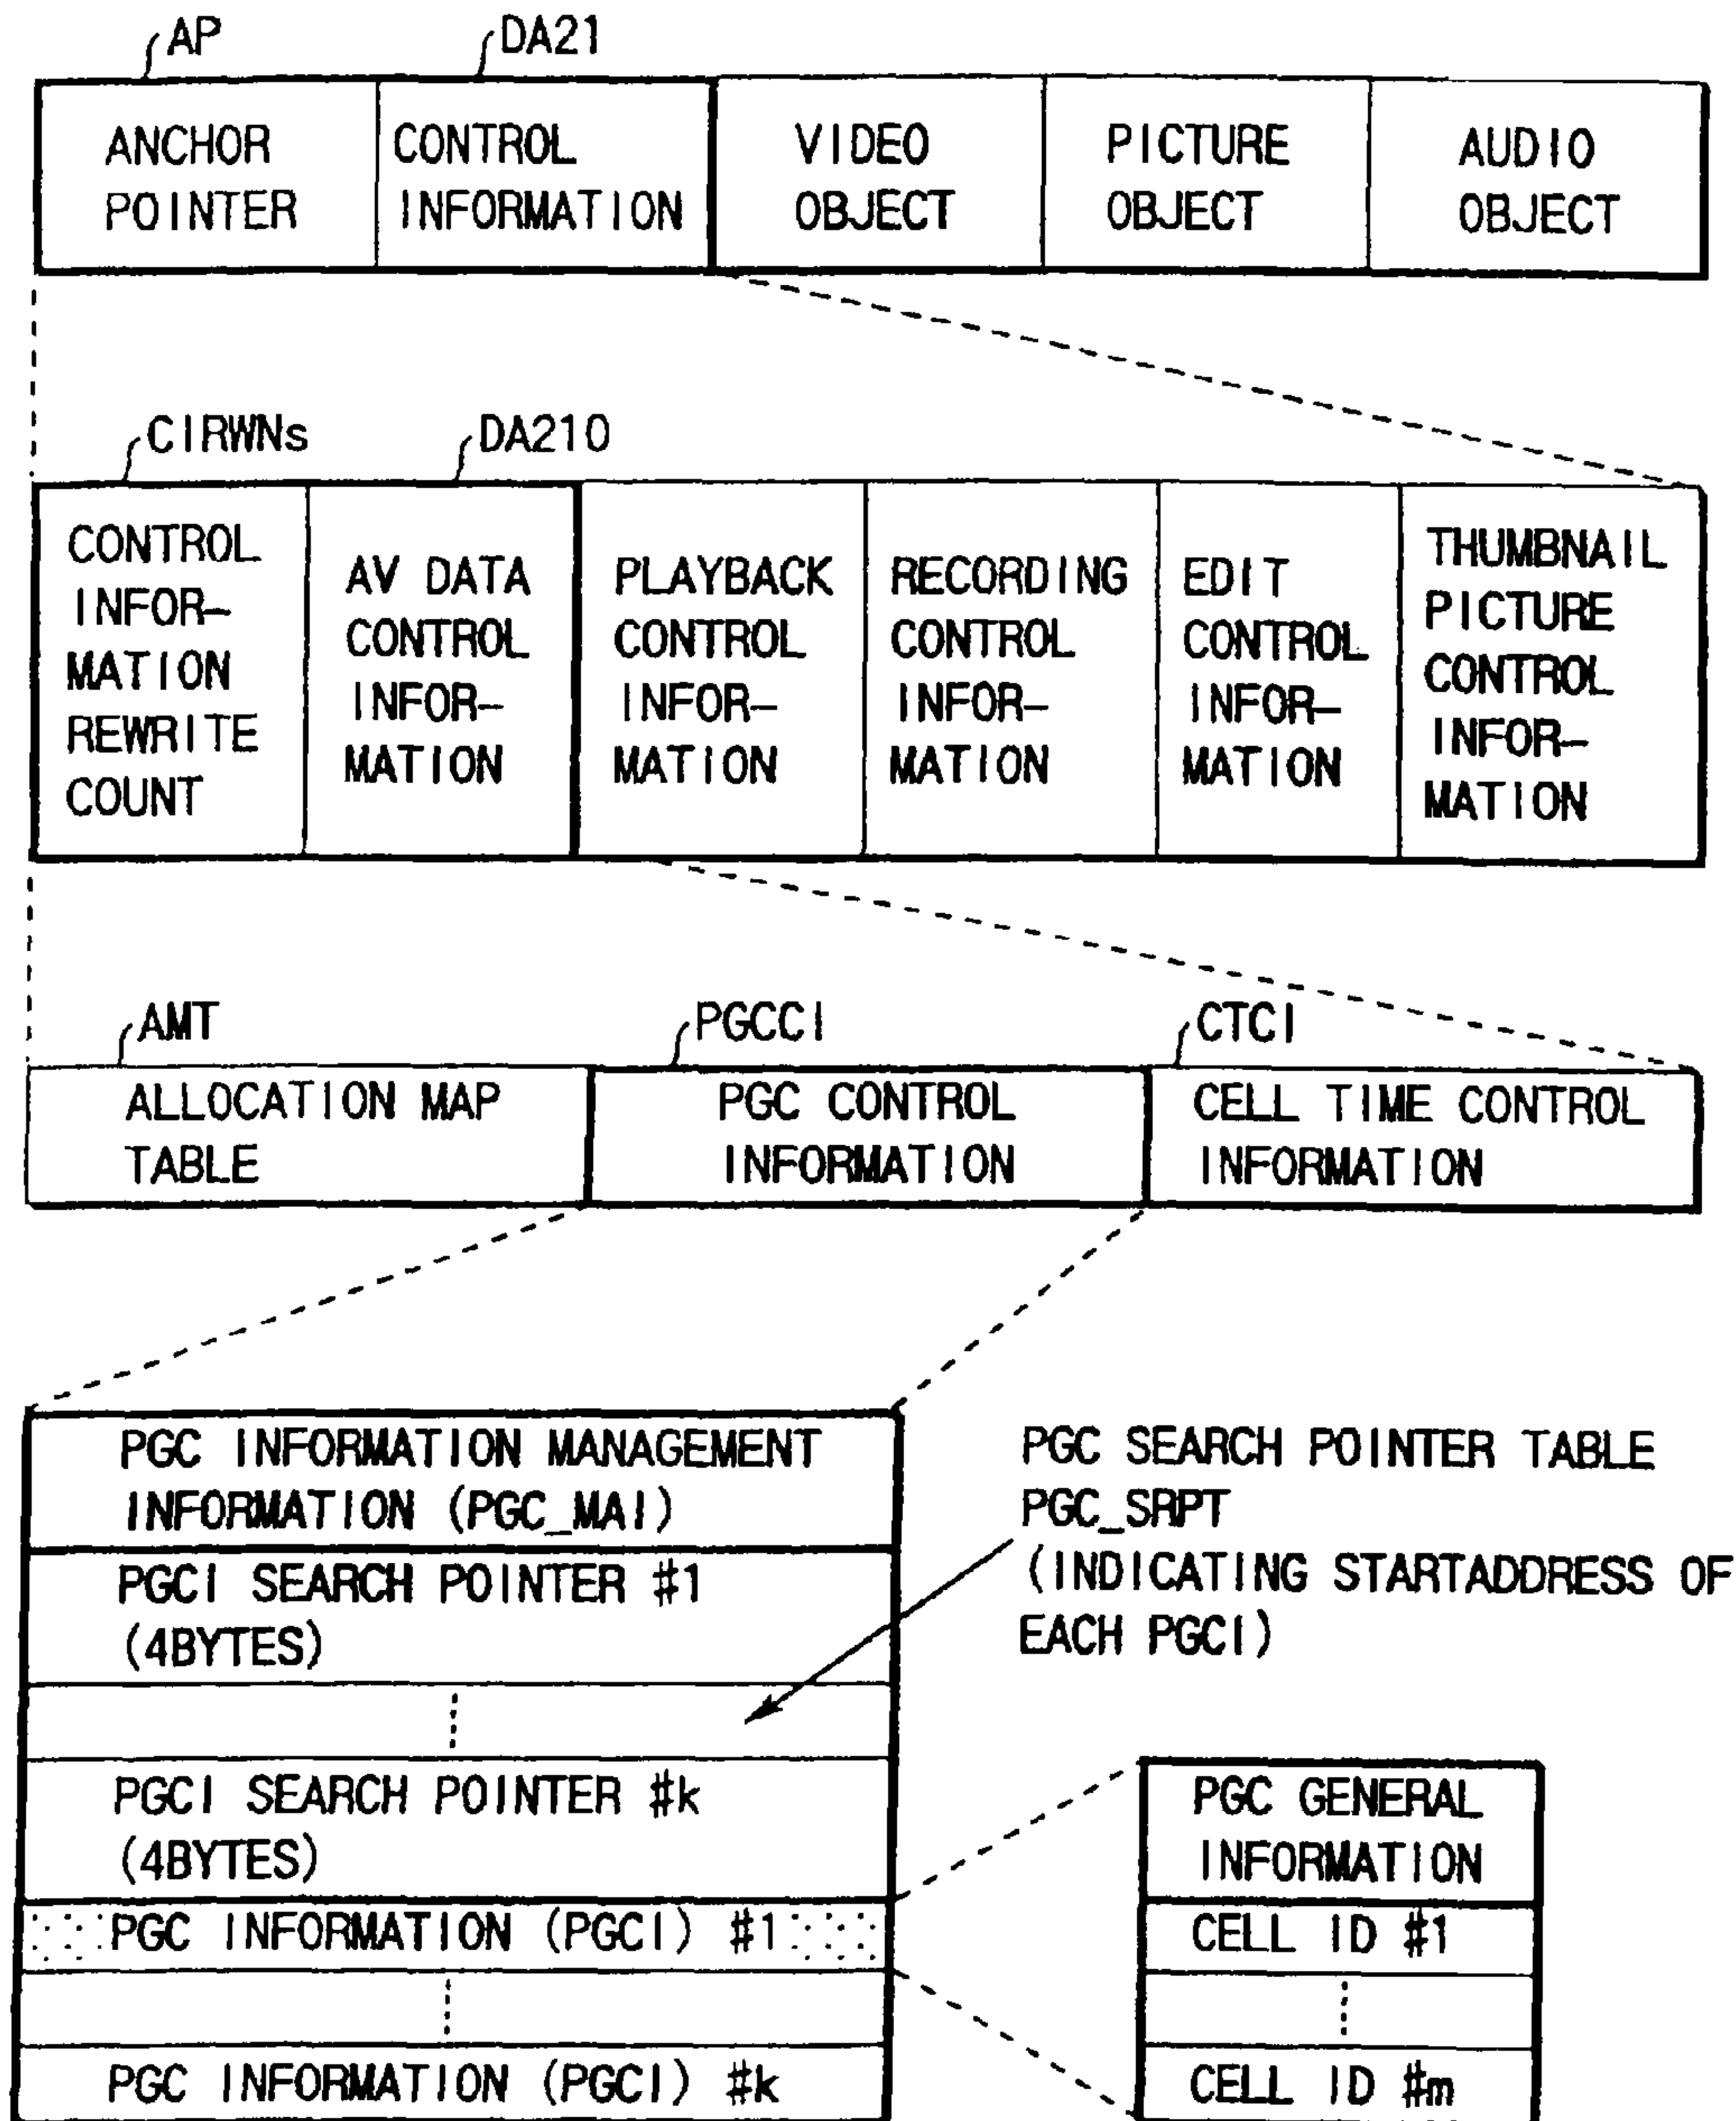 AP
DA21
ANCHOR
POINTER
CONTROL
INFORMATION
VIDEO
OBJECT
PICTURE
OBJECT
AUDIO
OBJECT
CIRWNs
DA210
CONTROL
INFOR-
MATION
REWRITE
COUNT
AV DATA
CONTROL
INFOR-
MATION
PLAYBACK
CONTROL
INFOR-
MATION
RECORDING
CONTROL
INFOR-
MATION
EDIT
CONTROL
INFOR-
MATION
THUMBNAIL
PICTURE
CONTROL
INFOR-
MATION
AMT
PGCCI
CTCI
ALLOCATION MAP
TABLE
PGC CONTROL
INFORMATION
CELL TIME CONTROL
INFORMATION
PGC INFORMATION MANAGEMENT
INFORMATION (PGC_MAI)
PGCI SEARCH POINTER #1
(4BYTES)
PGCI SEARCH POINTER #k
(4BYTES)
PGC INFORMATION (PGCI) #1
PGC INFORMATION (PGCI) #k
PGC SEARCH POINTER TABLE
PGC_SRPT
(INDICATING STARTADDRESS OF
EACH PGCI)
PGC GENERAL
INFORMATION
CELL ID #1
CELL ID #m